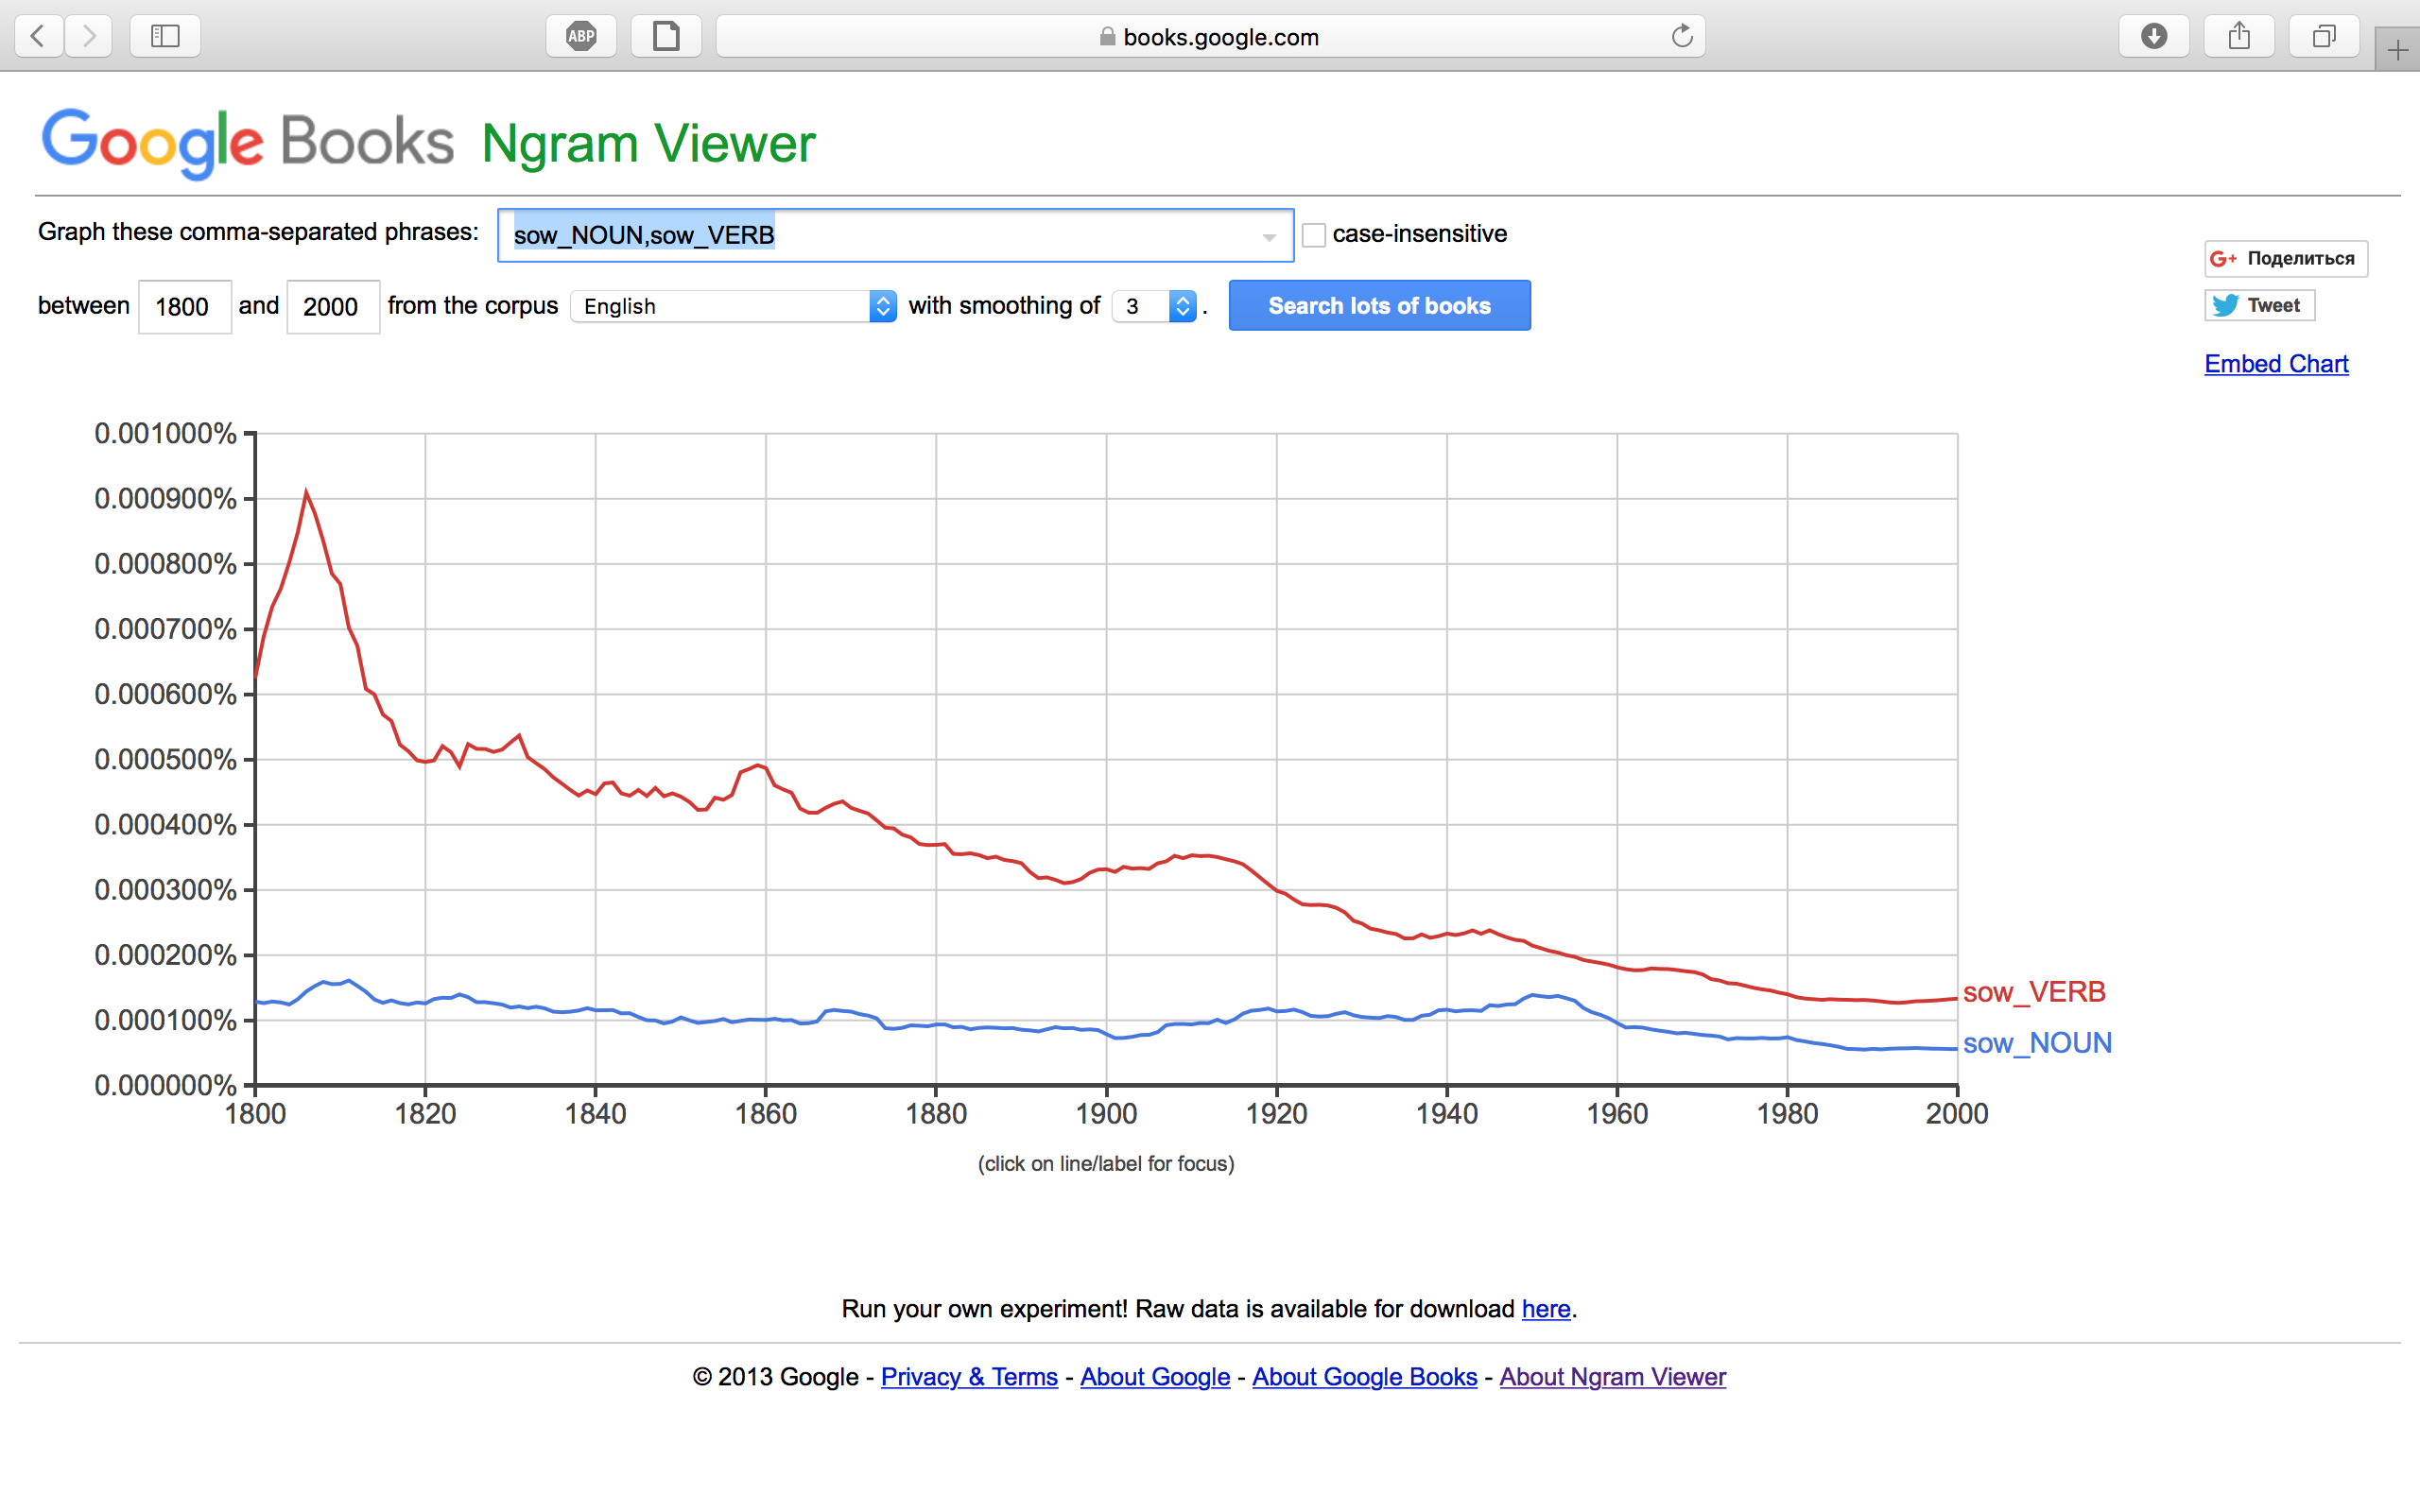 ABP
books.google.com
Google Books Ngram Viewer
Graph these comma-separated phrases: sow_NOUN,sow_VERB case-insensitive
G+ Поделиться
between 1800 and 2000 from the corpus English with smoothing of 3 . Search lots of books
Tweet
Embed Chart
0.001000%
0.000900%
0.000800%
0.000700%
0.000600%
0.000500%
0.000400%
0.000300%
0.000200%
sow_VERB
0.000100%
sow_NOUN
0.000000%
1800 1820 1840 1860 1880 1900 1920 1940 1960 1980 2000
(click on line/label for focus)
Run your own experiment! Raw data is available for download here.
© 2013 Google - Privacy & Terms - About Google - About Google Books - About Ngram Viewer